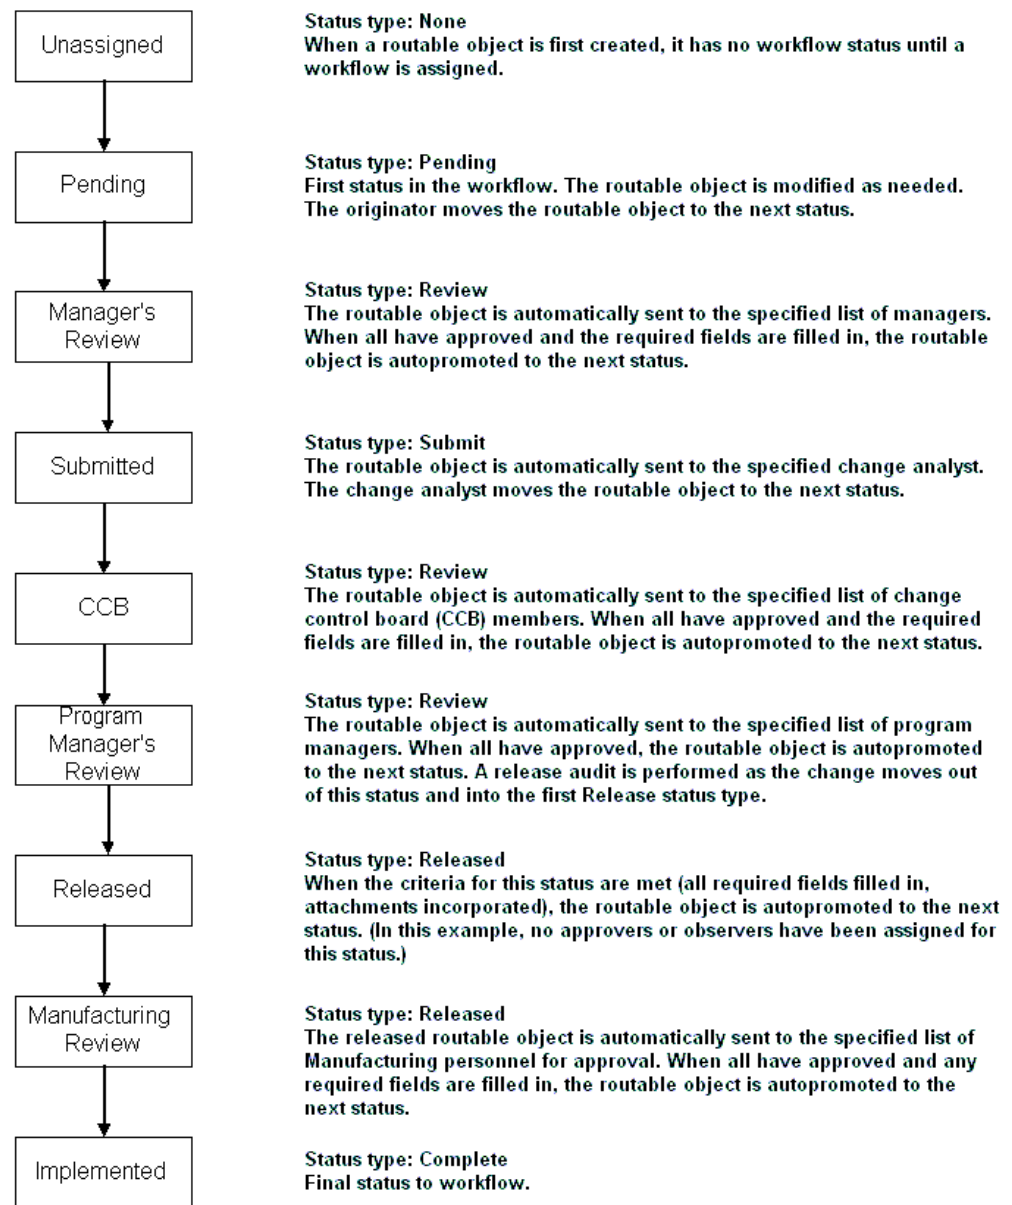 Unassigned
Status type: None
When a routable object is first created, it has no workflow status until a
workflow is assigned.
Pending
Status type: Pending
First status in the workflow. The routable object is modified as needed.
The originator moves the routable object to the next status.
Manager's
Review
Status type: Review
The routable object is automatically sent to the specified list of managers.
When all have approved and the required fields are filled in, the routable
object is autopromoted to the next status.
Submitted
Status type: Submit
The routable object is automatically sent to the specified change analyst.
The change analyst moves the routable object to the next status.
CCB
Status type: Review
The routable object is automatically sent to the specified list of change
control board (CCB) members. When all have approved and the required
fields are filled in, the routable object is autopromoted to the next status.
Program
Manager's
Review
Status type: Review
The routable object is automatically sent to the specified list of program
managers. When all have approved, the routable object is autopromoted
to the next status. A release audit is performed as the change moves out
of this status and into the first Release status type.
Released
Status type: Released
When the criteria for this status are met (all required fields filled in,
attachments incorporated), the routable object is autopromoted to the next
status. (In this example, no approvers or observers have been assigned for
this status.)
Manufacturing
Review
Status type: Released
The released routable object is automatically sent to the specified list of
Manufacturing personnel for approval. When all have approved and any
required fields are filled in, the routable object is autopromoted to the
next status.
Implemented
Status type: Complete
Final status to workflow.